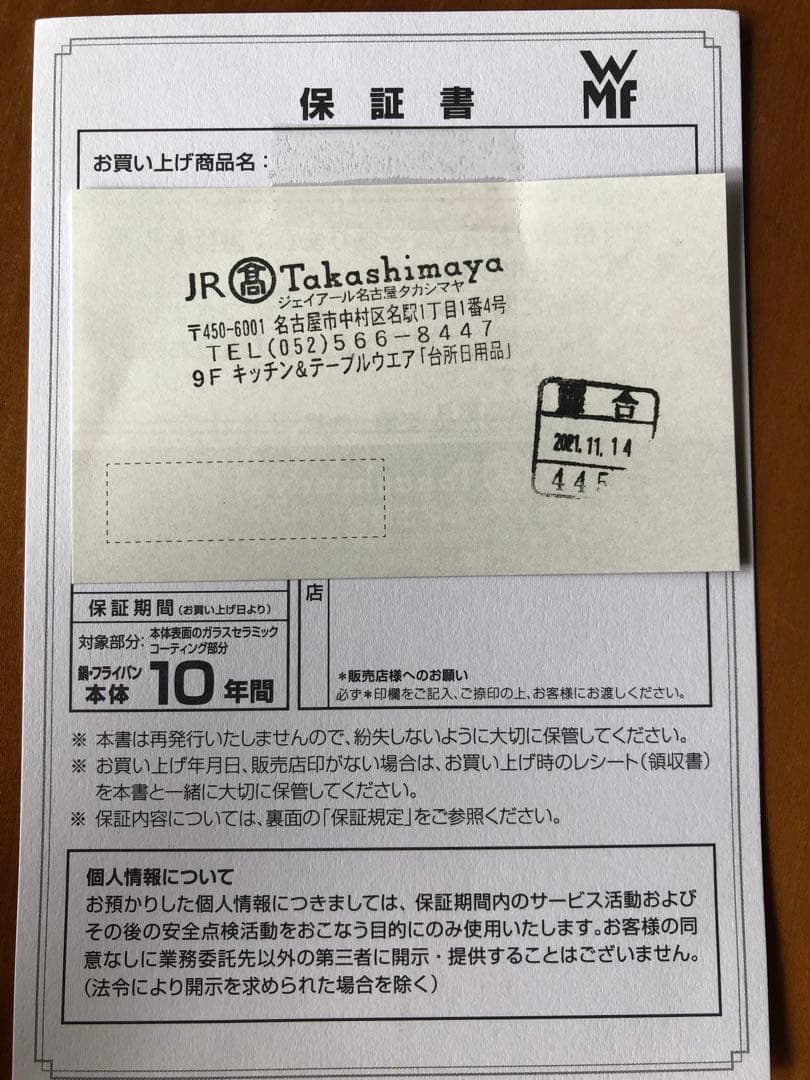 保証書
WMF
お買い上げ商品名：
JR 髙 Takashimaya
ジェイアール名古屋タカシマヤ
〒450-6001 名古屋市中村区名駅1丁目1番4号
TEL(052)566-8447
9F キッチン&テーブルウエア「台所日用品」
合
2021.11.14
445
店
保証期間（お買い上げ日より）
対象部分：本体表面のガラスセラミック
コーティング部分
鍋・フライパン
本体 10年間
＊販売店様へのお願い
必ず＊印欄をご記入、ご捺印の上、お客様にお渡しください。
※ 本書は再発行いたしませんので、紛失しないように大切に保管してください。
※ お買い上げ年月日、販売店印がない場合は、お買い上げ時のレシート（領収書）
を本書と一緒に大切に保管してください。
※ 保証内容については、裏面の「保証規定」をご参照ください。
個人情報について
お預かりした個人情報につきましては、保証期間内のサービス活動および
その後の安全点検活動をおこなう目的にのみ使用いたします。お客様の同
意なしに業務委託先以外の第三者に開示・提供することはございません。
（法令により開示を求められた場合を除く）